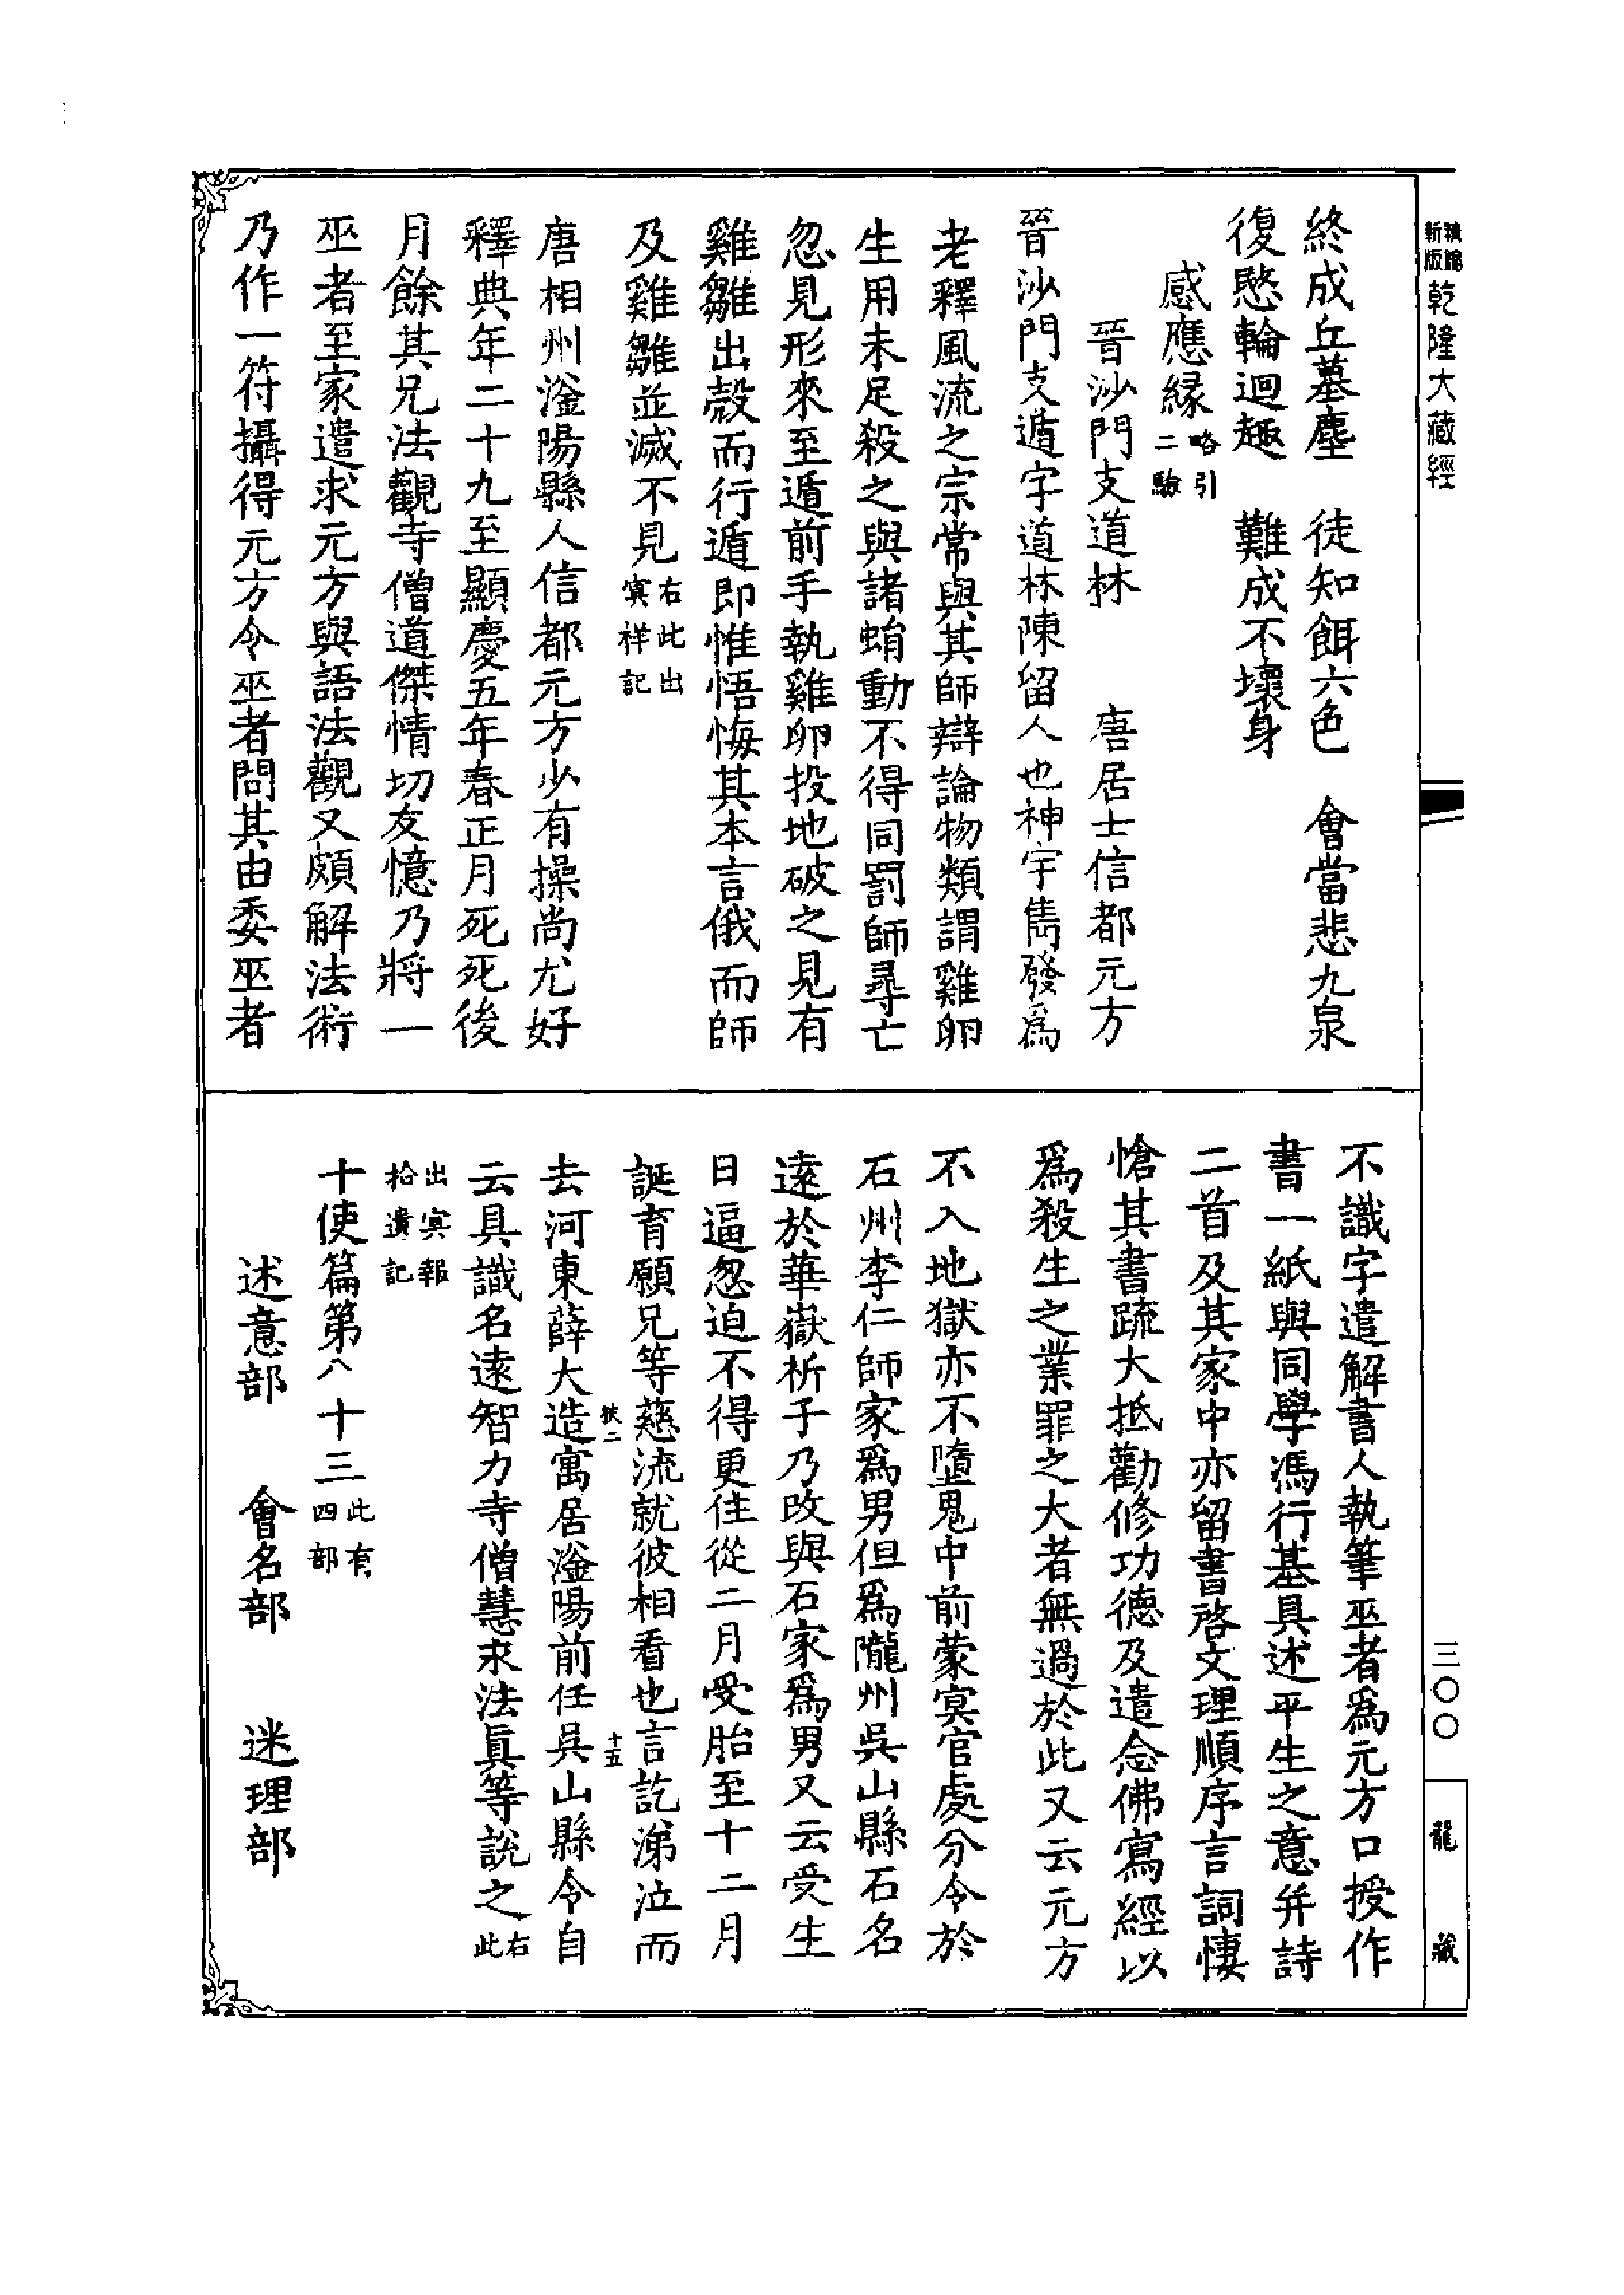 新版縮編乾隆大藏經
終成丘墓塵　徒知餌六色　會當悲九泉
復愍輪迴趣　難成不壞身
感應緣略引二驗
晉沙門支道林　唐居士信都元方
晉沙門支遁字道林陳留人也神宇雋發爲
老釋風流之宗常與其師辯論物類謂雞卵
生用未足殺之與諸蛸動不得同罰師尋亡
忽見形來至遁前手執雞卵投地破之見有
雞雛出殼而行遁即惟悟悔其本言俄而師
及雞雛並滅不見右此出冥祥記
唐相州滏陽縣人信都元方少有操尚尤好
釋典年二十九至顯慶五年春正月死死後
月餘其兄法觀寺僧道傑情切友憶乃將一
巫者至家遣求元方與語法觀又頗解法術
乃作一符攝得元方令巫者問其由委巫者
不識字遣解書人執筆巫者爲元方口授作
書一紙與同學馮行基具述平生之意并詩
二首及其家中亦留書啓文理順序言詞悽
愴其書疏大抵勸修功德及遣念佛寫經以
爲殺生之業罪之大者無過於此又云元方
不入地獄亦不墮鬼中前蒙冥官處分令於
石州李仁師家爲男但爲隴州吳山縣石名
遠於華嶽祈子乃改與石家爲男又云受生
日逼忽迫不得更住從二月受胎至十二月
誕育願兄等慈流就彼相看也言訖涕泣而
狀二　十五
去河東薛大造寓居滏陽前任吳山縣令自
云具識名遠智力寺僧慧永法眞等說之右此
出冥報拾遺記
十使篇第八十三此有四部
述意部　會名部　迷理部
三〇〇
龍藏